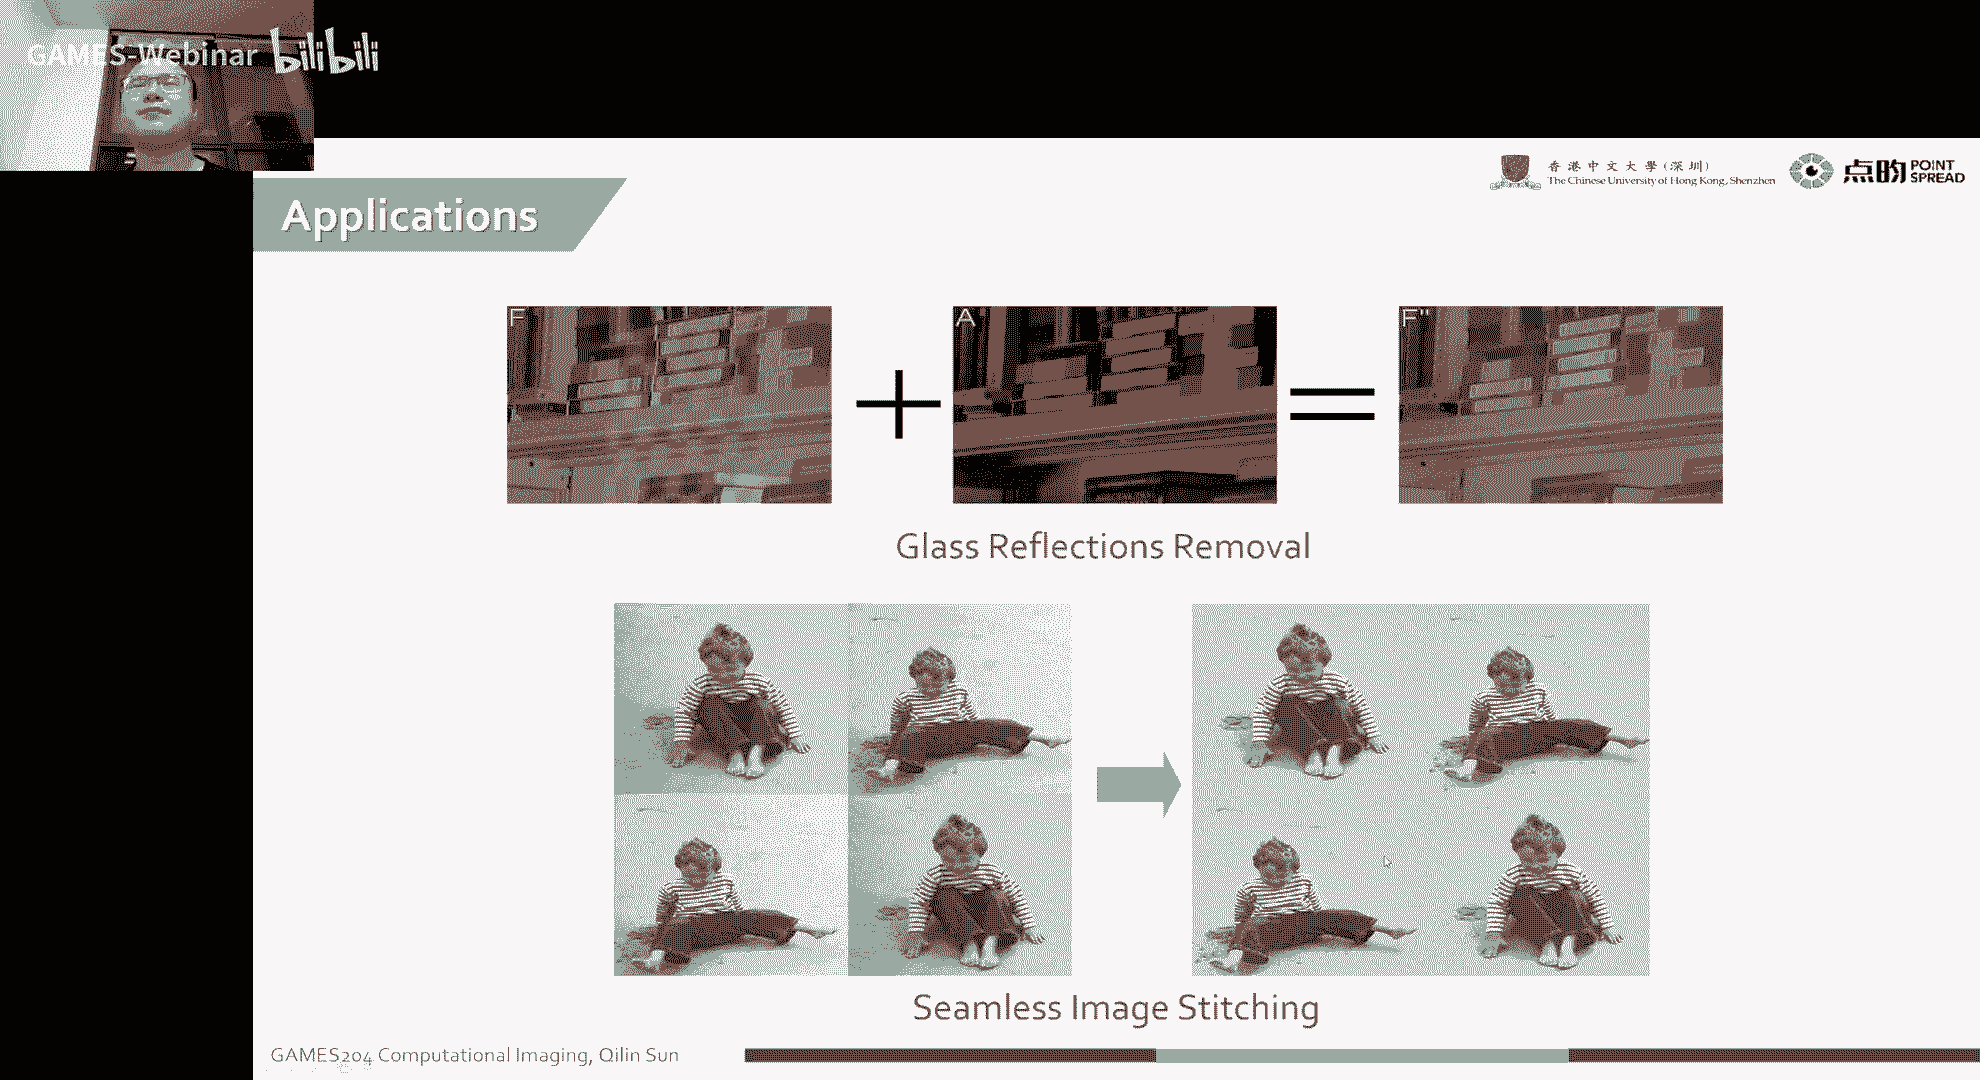 GAMES-Webinar bilibili
香港中文大學(深圳)
The Chinese University of Hong Kong, Shenzhen
点昀 POINT SPREAD
Applications
F
A
F"
Glass Reflections Removal
Seamless Image Stitching
GAMES204 Computational Imaging, Qilin Sun